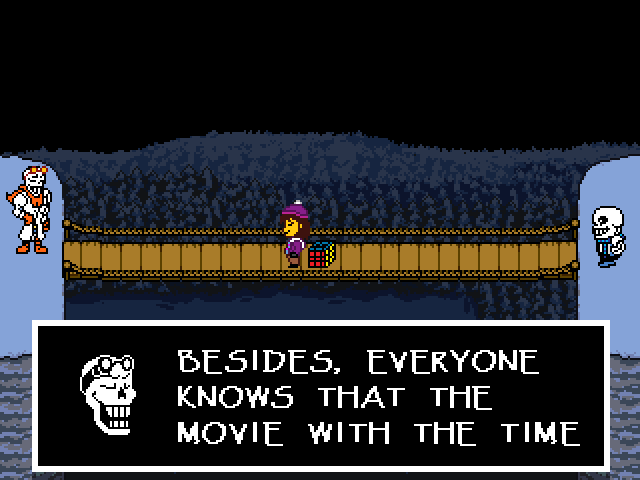 BESIDES, EVERYONE
KNOWS THAT THE
MOVIE WITH THE TIME